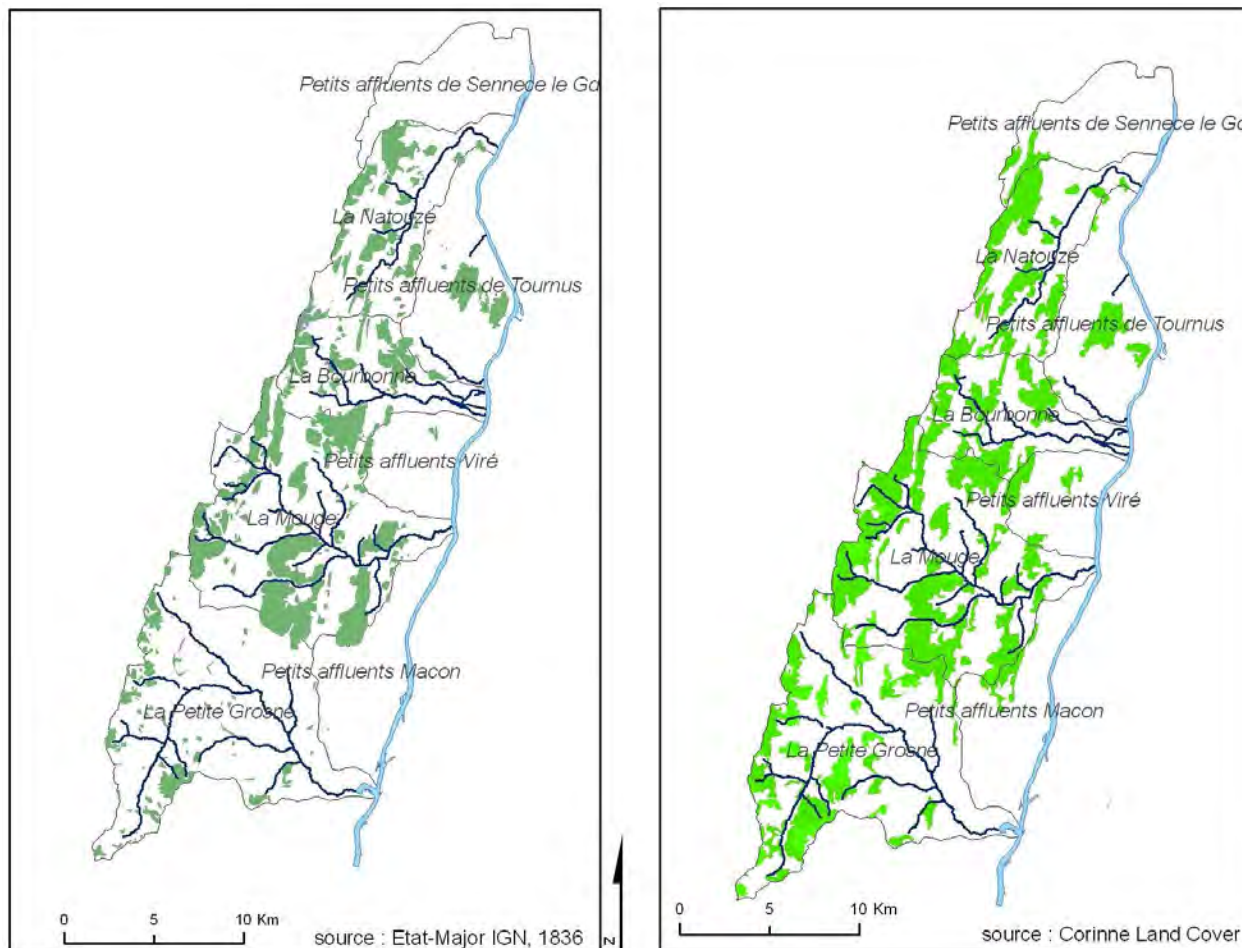 Petits affluents de Sennece le Gd
La Natouze
Petits affluents de Tournus
La Bourbonne
Petits affluents Viré
La Mouge
Petits affluents Macon
La Petite Grosne
0 5 10 Km
source : Etat-Major IGN, 1836
N
Petits affluents de Sennece le Gd
La Natouze
Petits affluents de Tournus
La Bourbonne
Petits affluents Viré
La Mouge
Petits affluents Macon
La Petite Grosne
0 5 10 Km
source : Corinne Land Cover